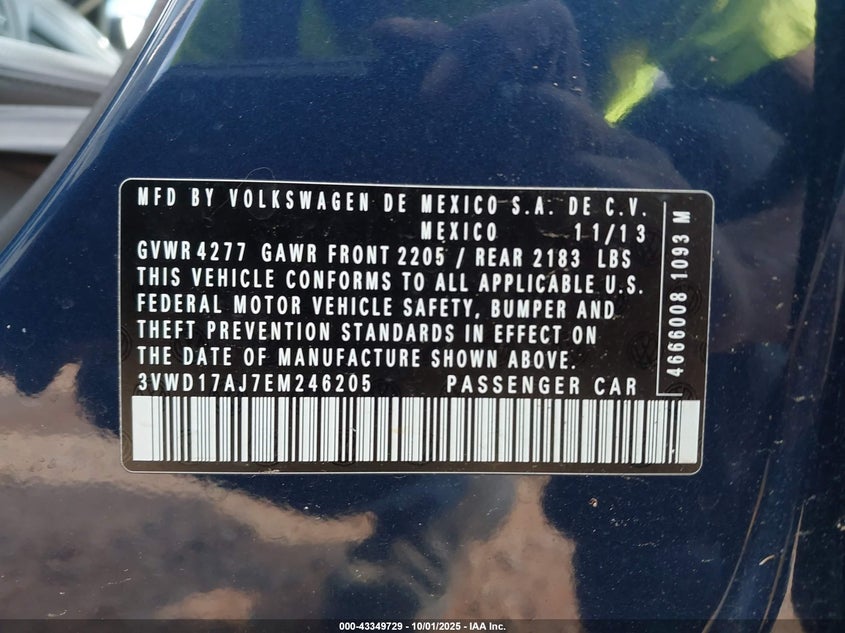 MFD BY VOLKSWAGEN DE MEXICO S.A. DE C.V.
MEXICO 11/13
GVWR 4277 GAWR FRONT 2205 / REAR 2183 LBS
THIS VEHICLE CONFORMS TO ALL APPLICABLE U.S.
FEDERAL MOTOR VEHICLE SAFETY, BUMPER AND
THEFT PREVENTION STANDARDS IN EFFECT ON
THE DATE OF MANUFACTURE SHOWN ABOVE.
3VWD17AJ7EM246205 PASSENGER CAR
4666008 1093 M
000-43349729 - 10/01/2025 - IAA Inc.